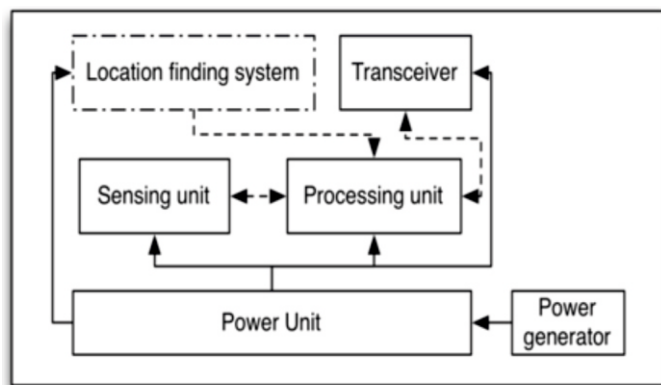 Location finding system
Transceiver
Sensing unit
Processing unit
Power Unit
Power
generator